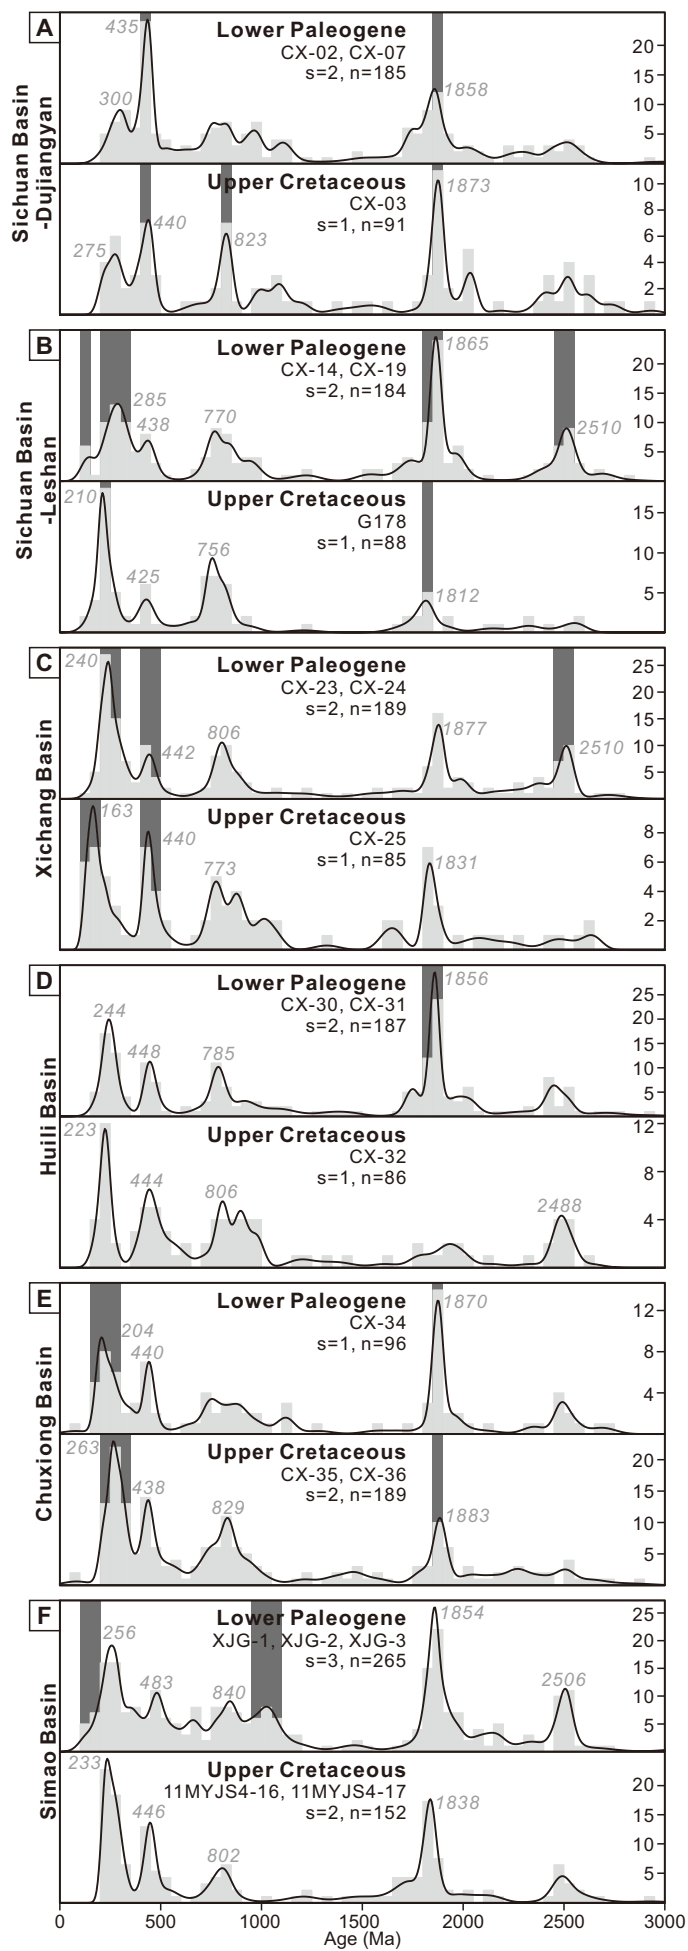 A
Sichuan Basin
-Dujiangyan
Lower Paleogene
CX-02, CX-07
s=2, n=185
435
300
1858
20
15
10
5
Upper Cretaceous
CX-03
s=1, n=91
275
440
823
1873
10
8
6
4
2
B
Sichuan Basin
-Leshan
Lower Paleogene
CX-14, CX-19
s=2, n=184
285
438
770
1865
2510
20
15
10
5
Upper Cretaceous
G178
s=1, n=88
210
425
756
1812
15
10
5
C
Xichang Basin
Lower Paleogene
CX-23, CX-24
s=2, n=189
240
442
806
1877
2510
25
20
15
10
5
Upper Cretaceous
CX-25
s=1, n=85
163
440
773
1831
8
6
4
2
D
Huili Basin
Lower Paleogene
CX-30, CX-31
s=2, n=187
244
448
785
1856
25
20
15
10
5
Upper Cretaceous
CX-32
s=1, n=86
223
444
806
2488
12
8
4
E
Chuxiong Basin
Lower Paleogene
CX-34
s=1, n=96
204
440
1870
12
8
4
Upper Cretaceous
CX-35, CX-36
s=2, n=189
263
438
829
1883
20
15
10
5
F
Simao Basin
Lower Paleogene
XJG-1, XJG-2, XJG-3
s=3, n=265
256
483
840
1854
2506
25
20
15
10
5
Upper Cretaceous
11MYJS4-16, 11MYJS4-17
s=2, n=152
233
446
802
1838
20
15
10
5
0 500 1000 1500 2000 2500 3000
Age (Ma)